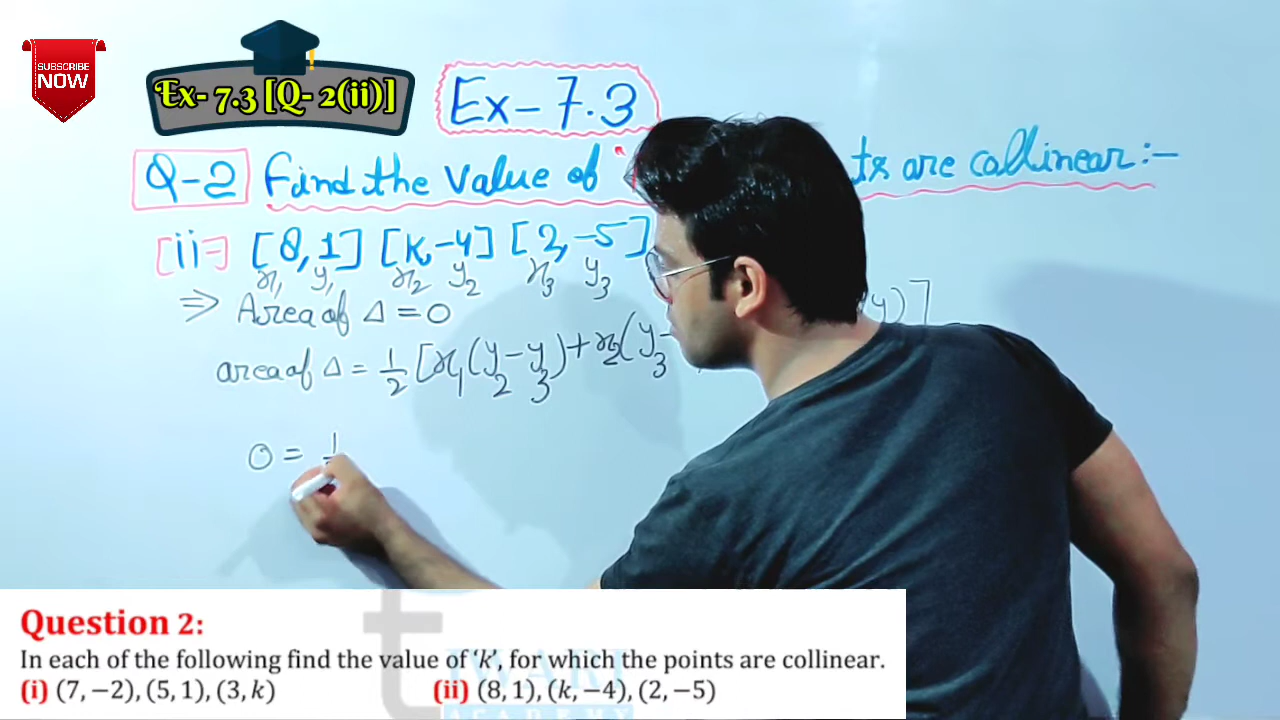 SUBSCRIBE
NOW
Ex- 7.3 [Q- 2(ii)]
Ex-7.3
Q-2 Find the value of ts are collinear:-
[ii=] [8, 1] [k, -4] [2, -5]
x₁ y₁ x₂ y₂ x₃ y₃
⇒ Area of Δ = 0
area of Δ = 1/2 [x₁(y₂-y₃)+x₂(y₃- y)]
0 = 1
Question 2:
In each of the following find the value of ‘k’, for which the points are collinear.
(i) (7, −2), (5, 1), (3, k) (ii) (8, 1), (k, −4), (2, −5)